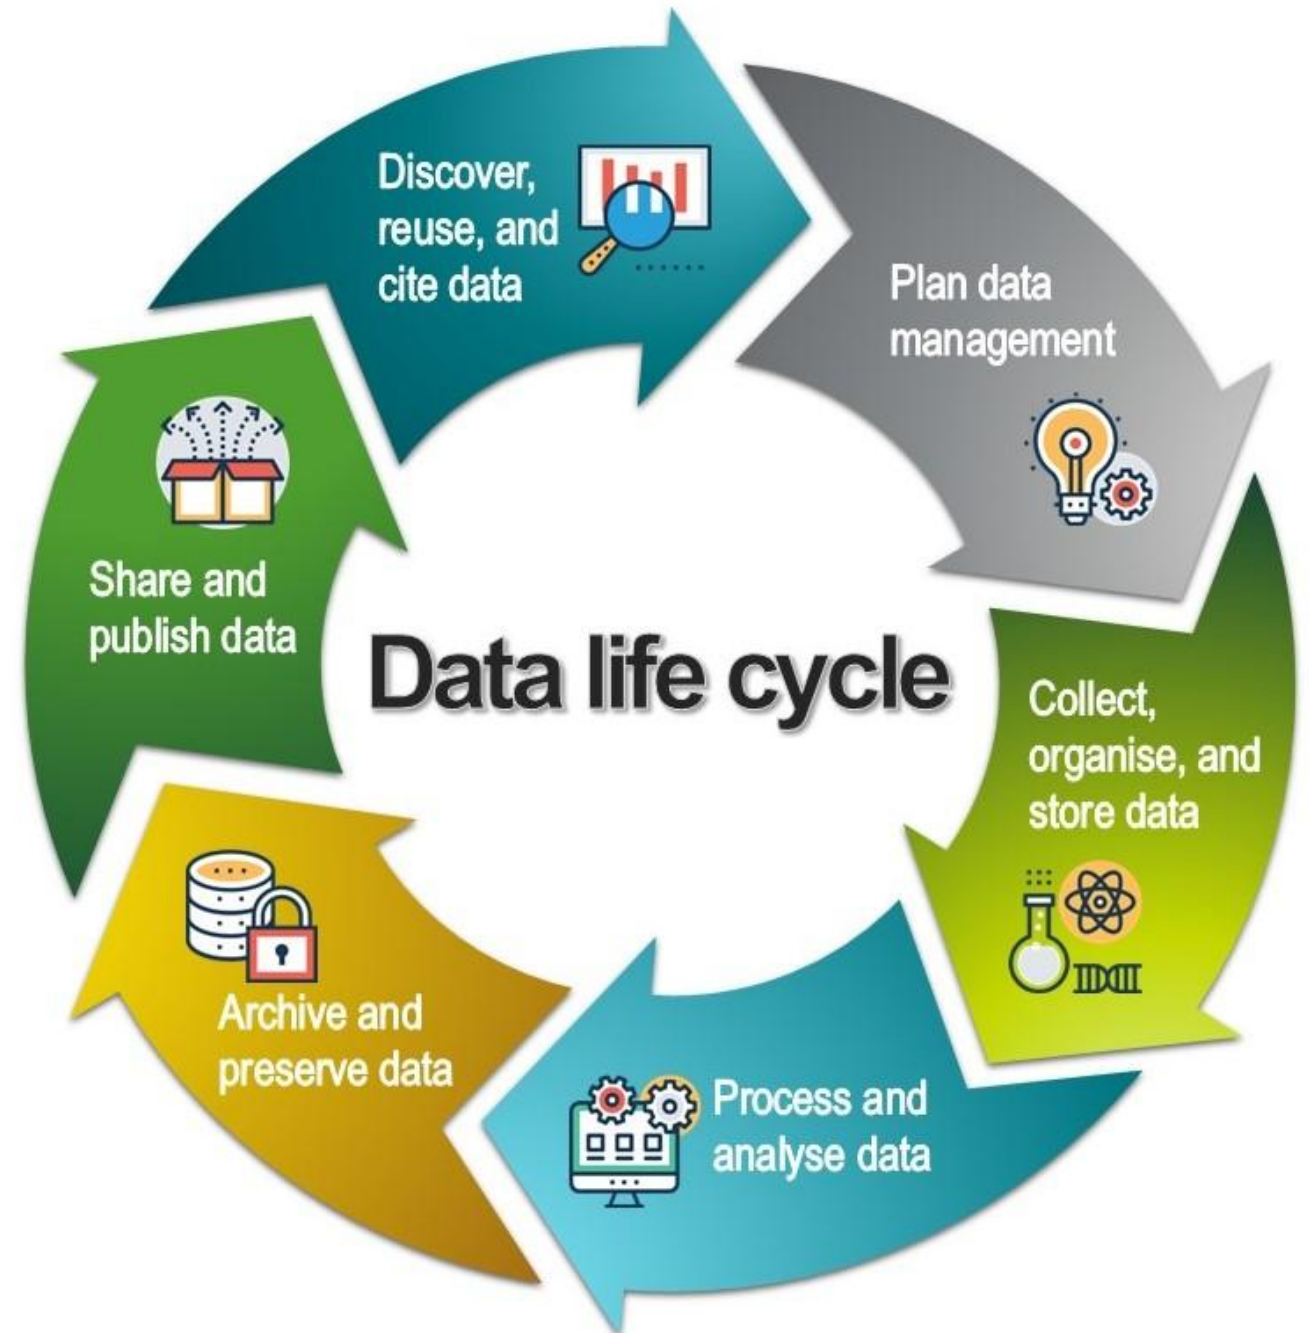 Discover,
reuse, and
cite data
Plan data
management
Collect,
organise, and
store data
Process and
analyse data
Archive and
preserve data
Share and
publish data
Data life cycle